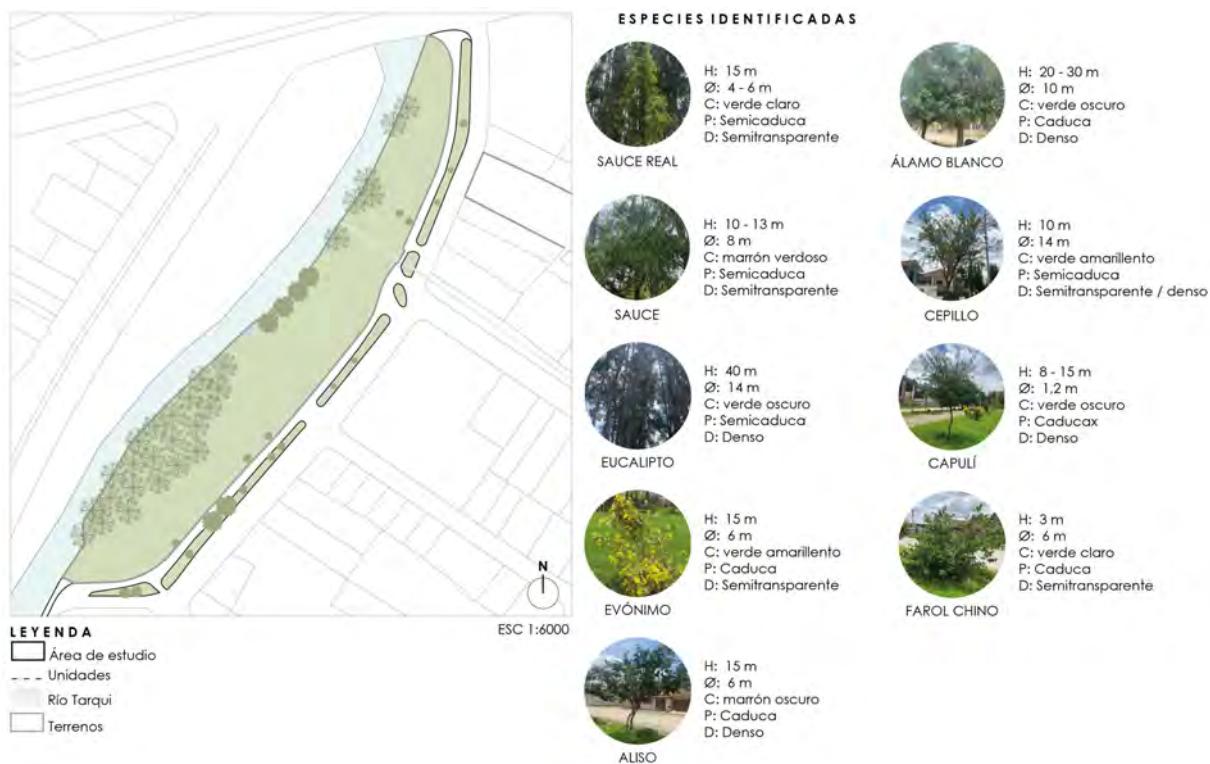 ESPECIES IDENTIFICADAS
H: 15 m
Ø: 4 - 6 m
C: verde claro
P: Semicaduca
D: Semitransparente
SAUCE REAL
H: 20 - 30 m
Ø: 10 m
C: verde oscuro
P: Caduca
D: Denso
ÁLAMO BLANCO
H: 10 - 13 m
Ø: 8 m
C: marrón verdoso
P: Semicaduca
D: Semitransparente
SAUCE
H: 10 m
Ø: 14 m
C: verde amarillento
P: Semicaduca
D: Semitransparente / denso
CEPILLO
H: 40 m
Ø: 14 m
C: verde oscuro
P: Semicaduca
D: Denso
EUCALIPTO
H: 8 - 15 m
Ø: 1,2 m
C: verde oscuro
P: Caducax
D: Denso
CAPULÍ
H: 15 m
Ø: 6 m
C: verde amarillento
P: Caduca
D: Semitransparente
EVÓNIMO
H: 3 m
Ø: 6 m
C: verde claro
P: Caduca
D: Semitransparente
FAROL CHINO
H: 15 m
Ø: 6 m
C: marrón oscuro
P: Caduca
D: Denso
ALISO
N
ESC 1:6000
LEYENDA
Área de estudio
Unidades
Río Tarqui
Terrenos